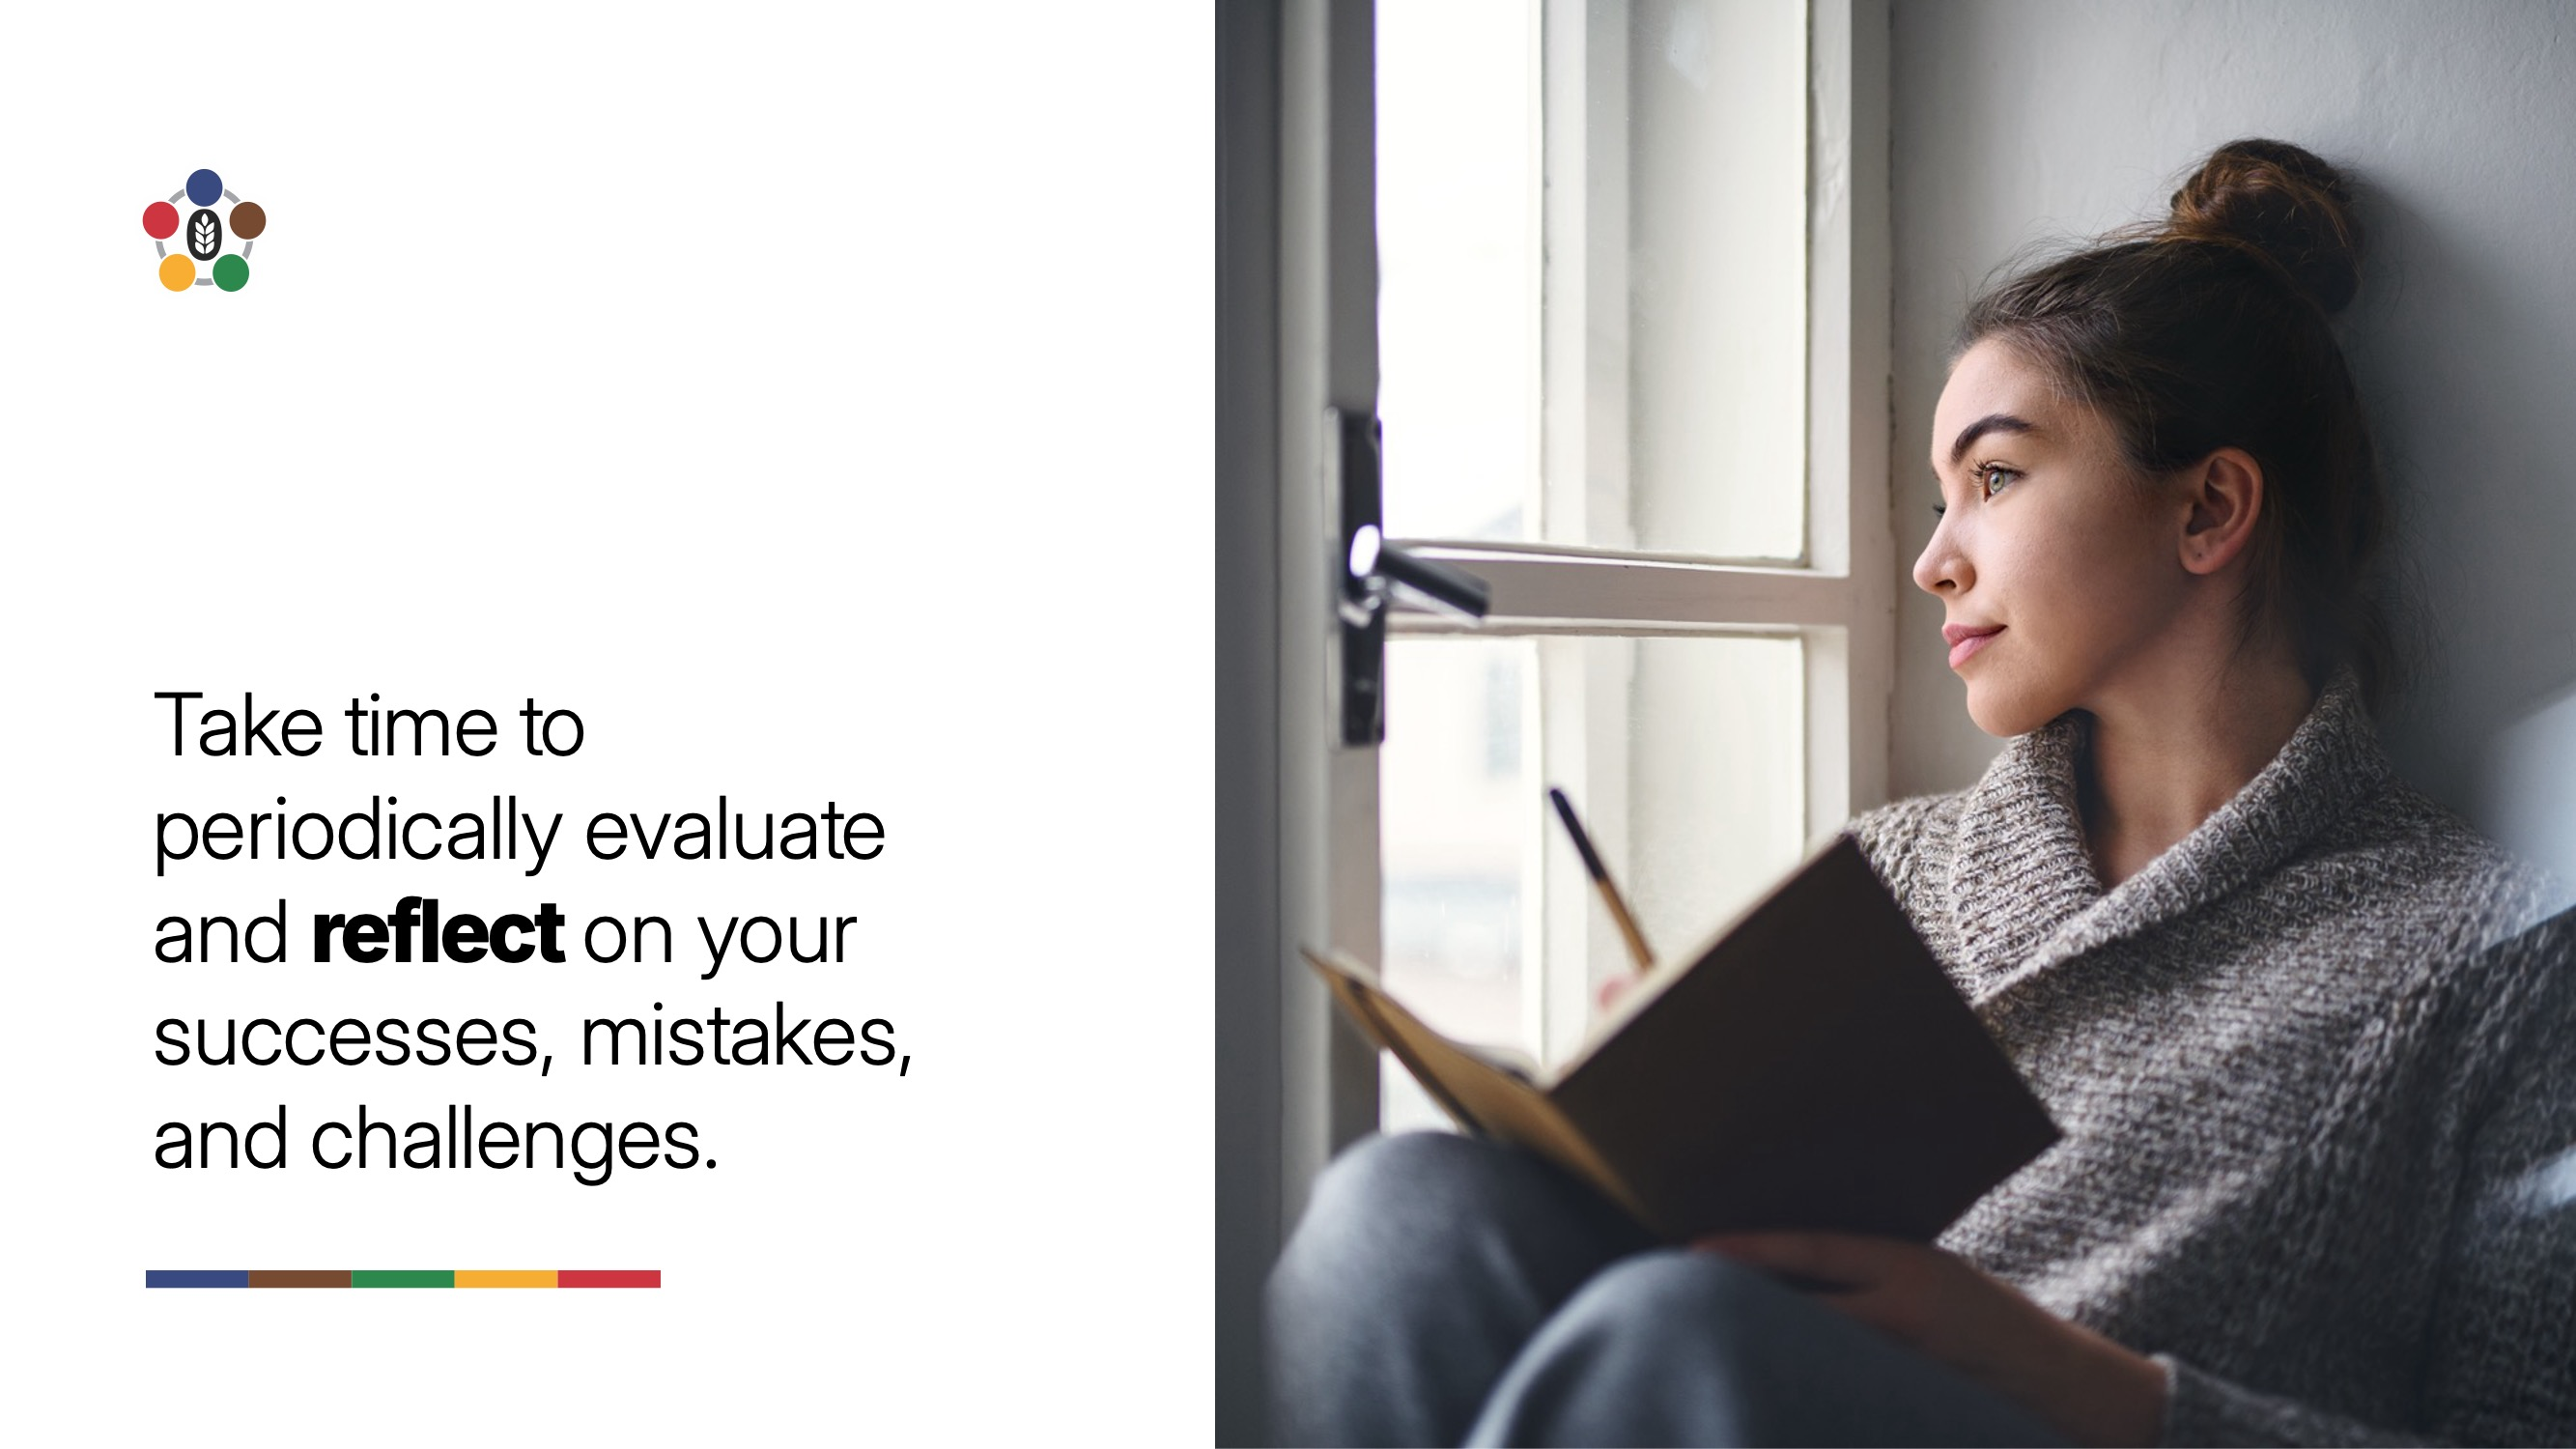 Take time to
periodically evaluate
and reflect on your
successes, mistakes,
and challenges.